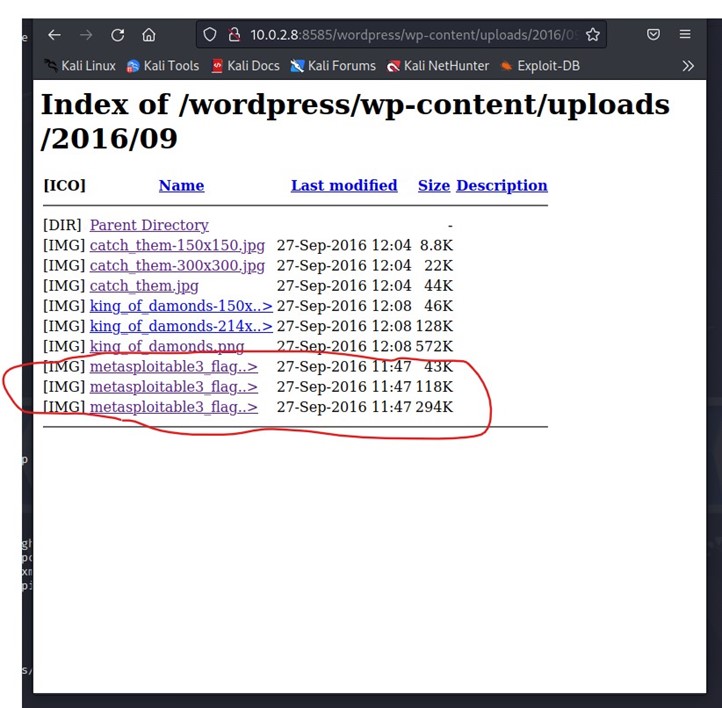 10.0.2.8:8585/wordpress/wp-content/uploads/2016/09
Kali Linux Kali Tools Kali Docs Kali Forums Kali NetHunter Exploit-DB
Index of /wordpress/wp-content/uploads
/2016/09
[ICO] Name Last modified Size Description
[DIR] Parent Directory -
[IMG] catch_them-150x150.jpg 27-Sep-2016 12:04 8.8K
[IMG] catch_them-300x300.jpg 27-Sep-2016 12:04 22K
[IMG] catch_them.jpg 27-Sep-2016 12:04 44K
[IMG] king_of_damonds-150x..> 27-Sep-2016 12:08 46K
[IMG] king_of_damonds-214x..> 27-Sep-2016 12:08 128K
[IMG] king_of_damonds.png 27-Sep-2016 12:08 572K
[IMG] metasploitable3_flag..> 27-Sep-2016 11:47 43K
[IMG] metasploitable3_flag..> 27-Sep-2016 11:47 118K
[IMG] metasploitable3_flag..> 27-Sep-2016 11:47 294K